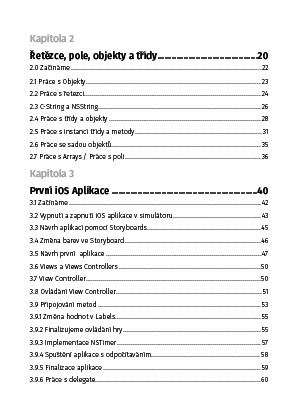 Kapitola 2
Řetězce, pole, objekty a třídy.....................................20
2.0 Začínáme.....................................22
2.1 Práce s Objekty.....................................23
2.2 Práce s řetezci.....................................24
2.3 C-String a NSString.....................................26
2.4 Práce s třídy a objekty.....................................28
2.5 Práce s instancí třídy a metody.....................................31
2.6 Práce se sadou objektů.....................................35
2.7 Práce s Arrays / Práce s poli.....................................36
Kapitola 3
První iOS Aplikace.....................................40
3.1 Začínáme.....................................42
3.2 Vypnutí a zapnutí iOS aplikace v simulátoru.....................................43
3.3 Návrh aplikací pomocí Storyboards.....................................45
3.4 Změna barev ve Storyboard.....................................46
3.5 Návrh první aplikace.....................................47
3.6 Views a Views Controllers.....................................50
3.7 View Controller.....................................50
3.8 Ovládání View Controller.....................................51
3.9 Připojování metod.....................................53
3.9.1 Změna hodnot v Labels.....................................55
3.9.2 Finalizujeme ovládání hry.....................................55
3.9.3 Implementace NSTimer.....................................57
3.9.4 Spuštění aplikace s odpočítáváním.....................................58
3.9.5 Finalizace aplikace.....................................59
3.9.6 Práce s delegate.....................................60